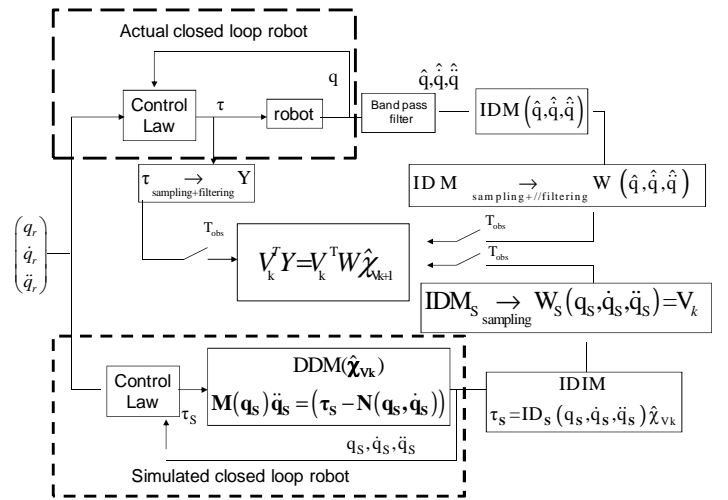 Actual closed loop robot
q
q̂, q̂̇, q̂̈
Control
Law
τ
robot
Band pass
filter
IDM(q̂, q̂̇, q̂̈)
τ → Y
sampling+filtering
IDM → W(q̂, q̂̇, q̂̈)
sampling+//filtering
(q_r
q̇_r
q̈_r)
T_obs
V_k^T Y=V_k^T W χ̂_Vk+1
T_obs
T_obs
IDM_S → W_S(q_S, q̇_S, q̈_S)=V_k
sampling
Control
Law
τ_S
DDM(χ̂_Vk)
M(q_S)q̈_S = (τ_S − N(q_S, q̇_S))
IDIM
τ_S=ID_S(q_S, q̇_S, q̈_S)χ̂_Vk
q_S, q̇_S, q̈_S
Simulated closed loop robot